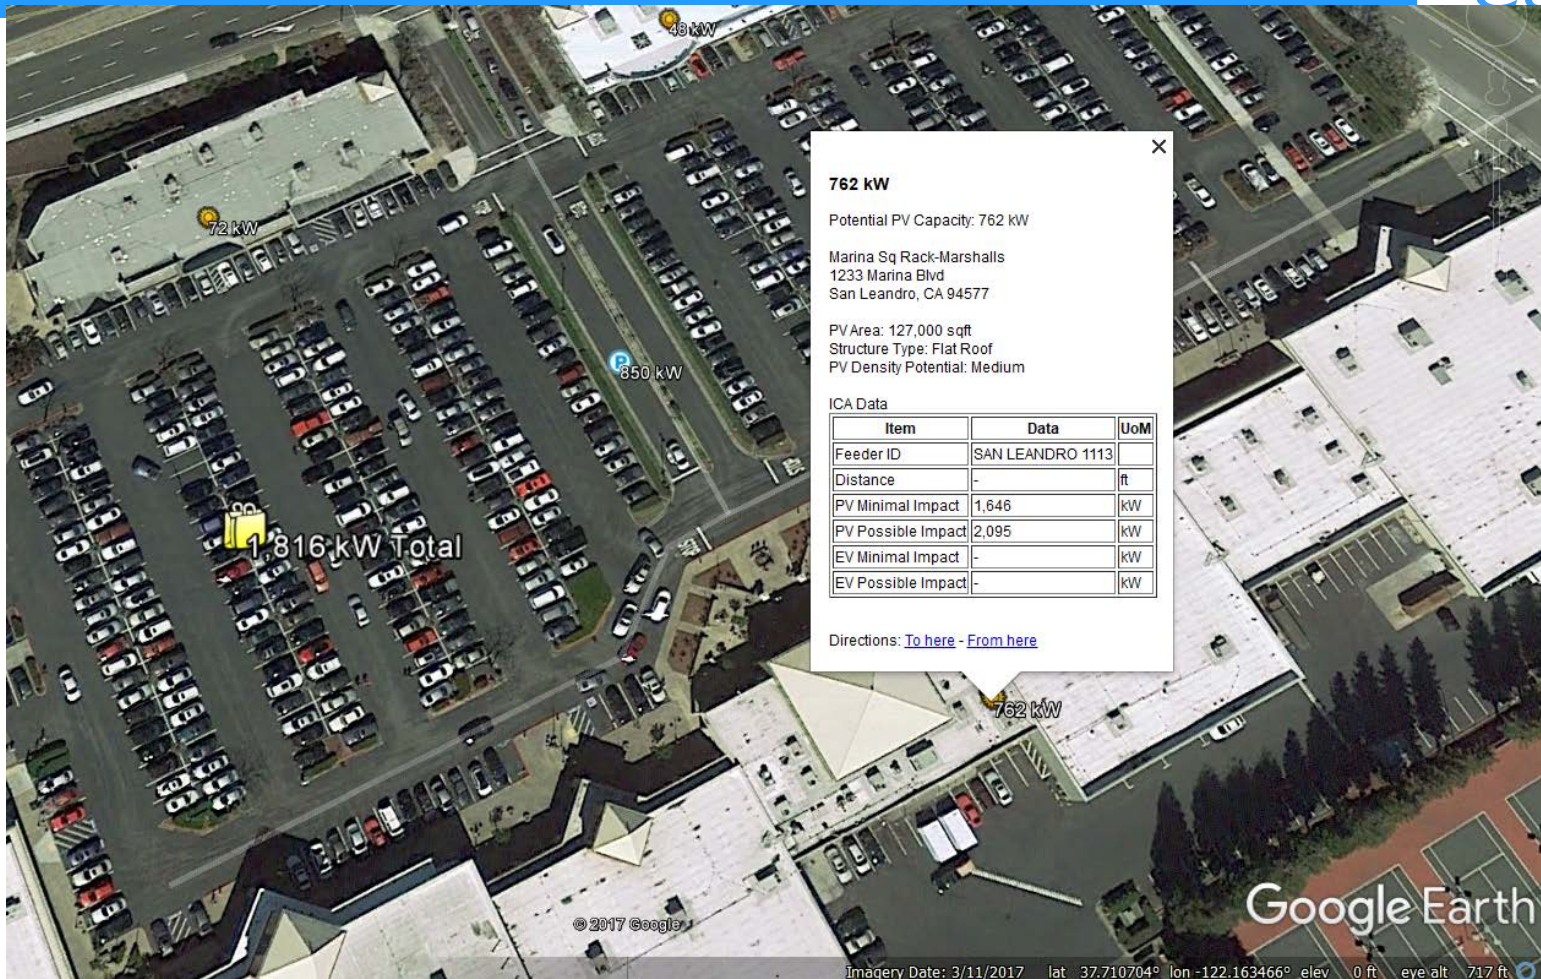 48 kW
762 kW
Potential PV Capacity: 762 kW
Marina Sq Rack-Marshalls
1233 Marina Blvd
San Leandro, CA 94577
PV Area: 127,000 sqft
Structure Type: Flat Roof
PV Density Potential: Medium
ICA Data
Item Data UoM
Feeder ID SAN LEANDRO 1113
Distance - ft
PV Minimal Impact 1,646 kW
PV Possible Impact 2,095 kW
EV Minimal Impact - kW
EV Possible Impact - kW
Directions: To here - From here
72 kW
P
850 kW
1,816 kW Total
762 kW
Google Earth
© 2017 Google
Imagery Date: 3/11/2017 lat 37.710704° lon -122.163466° elev 0 ft eye alt 717 ft